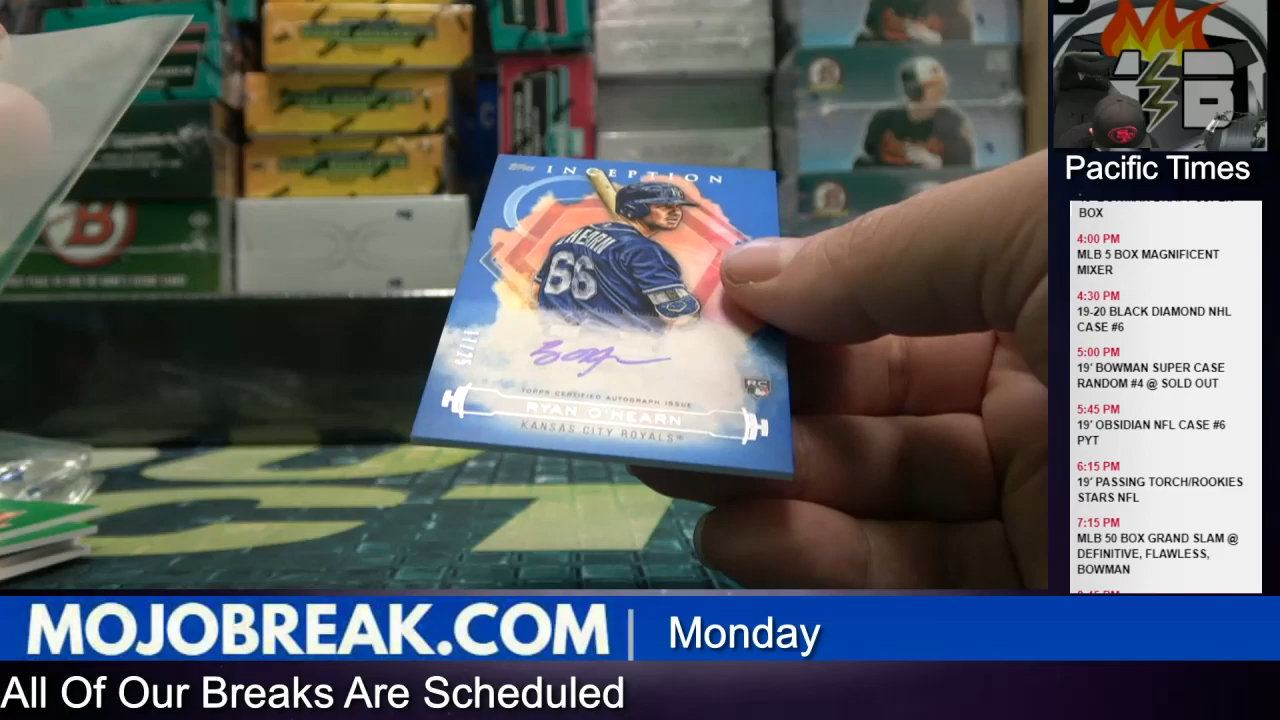 TOPPS INCEPTION
O'HEARN
66
17/25
RC
TOPPS CERTIFIED AUTOGRAPH ISSUE
RYAN O'HEARN
KANSAS CITY ROYALS
B
B
Pacific Times
BOX
4:00 PM
MLB 5 BOX MAGNIFICENT
MIXER
4:30 PM
19-20 BLACK DIAMOND NHL
CASE #6
5:00 PM
19' BOWMAN SUPER CASE
RANDOM #4 @ SOLD OUT
5:45 PM
19' OBSIDIAN NFL CASE #6
PYT
6:15 PM
19' PASSING TORCH/ROOKIES
STARS NFL
7:15 PM
MLB 50 BOX GRAND SLAM @
DEFINITIVE, FLAWLESS,
BOWMAN
MOJOBREAK.COM | Monday
All Of Our Breaks Are Scheduled